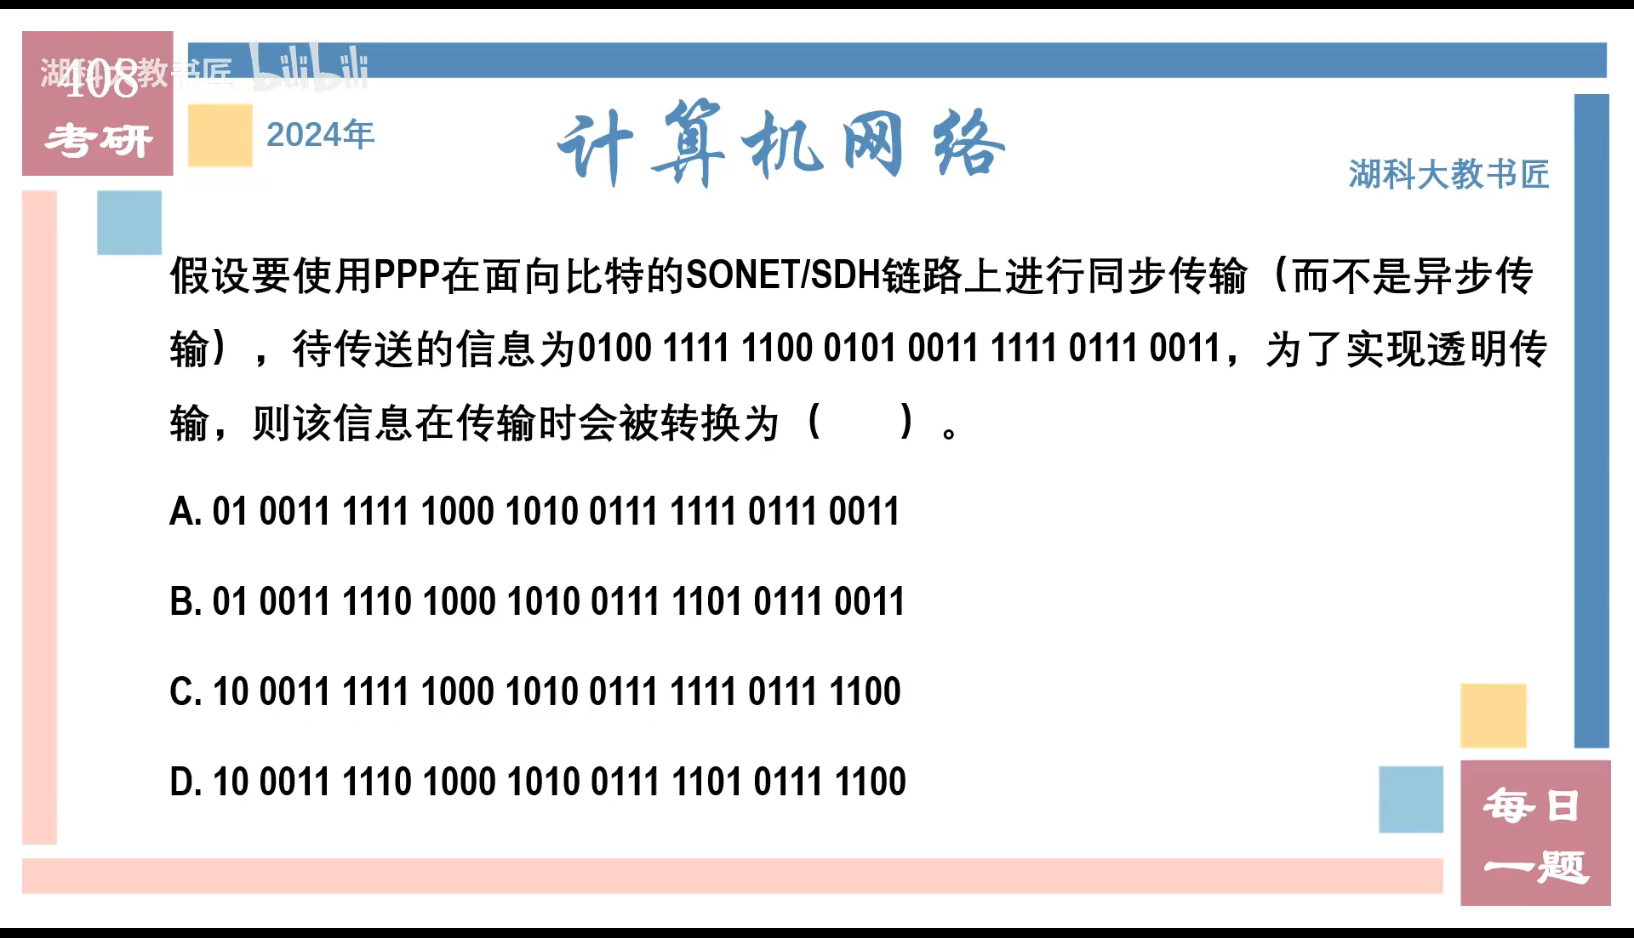 湖科大教书匠 bilibili
408
考研
2024年
计算机网络
湖科大教书匠
假设要使用PPP在面向比特的SONET/SDH链路上进行同步传输（而不是异步传
输），待传送的信息为0100 1111 1100 0101 0011 1111 0111 0011，为了实现透明传
输，则该信息在传输时会被转换为（　　）。
A. 01 0011 1111 1000 1010 0111 1111 0111 0011
B. 01 0011 1110 1000 1010 0111 1101 0111 0011
C. 10 0011 1111 1000 1010 0111 1111 0111 1100
D. 10 0011 1110 1000 1010 0111 1101 0111 1100
每日
一题